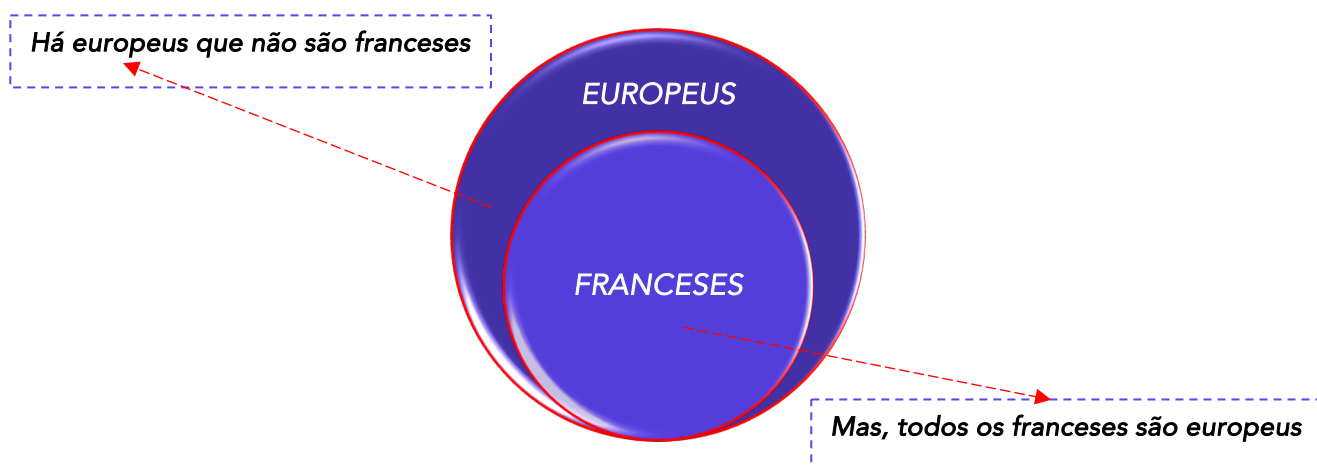 Há europeus que não são franceses
EUROPEUS
FRANCESES
Mas, todos os franceses são europeus